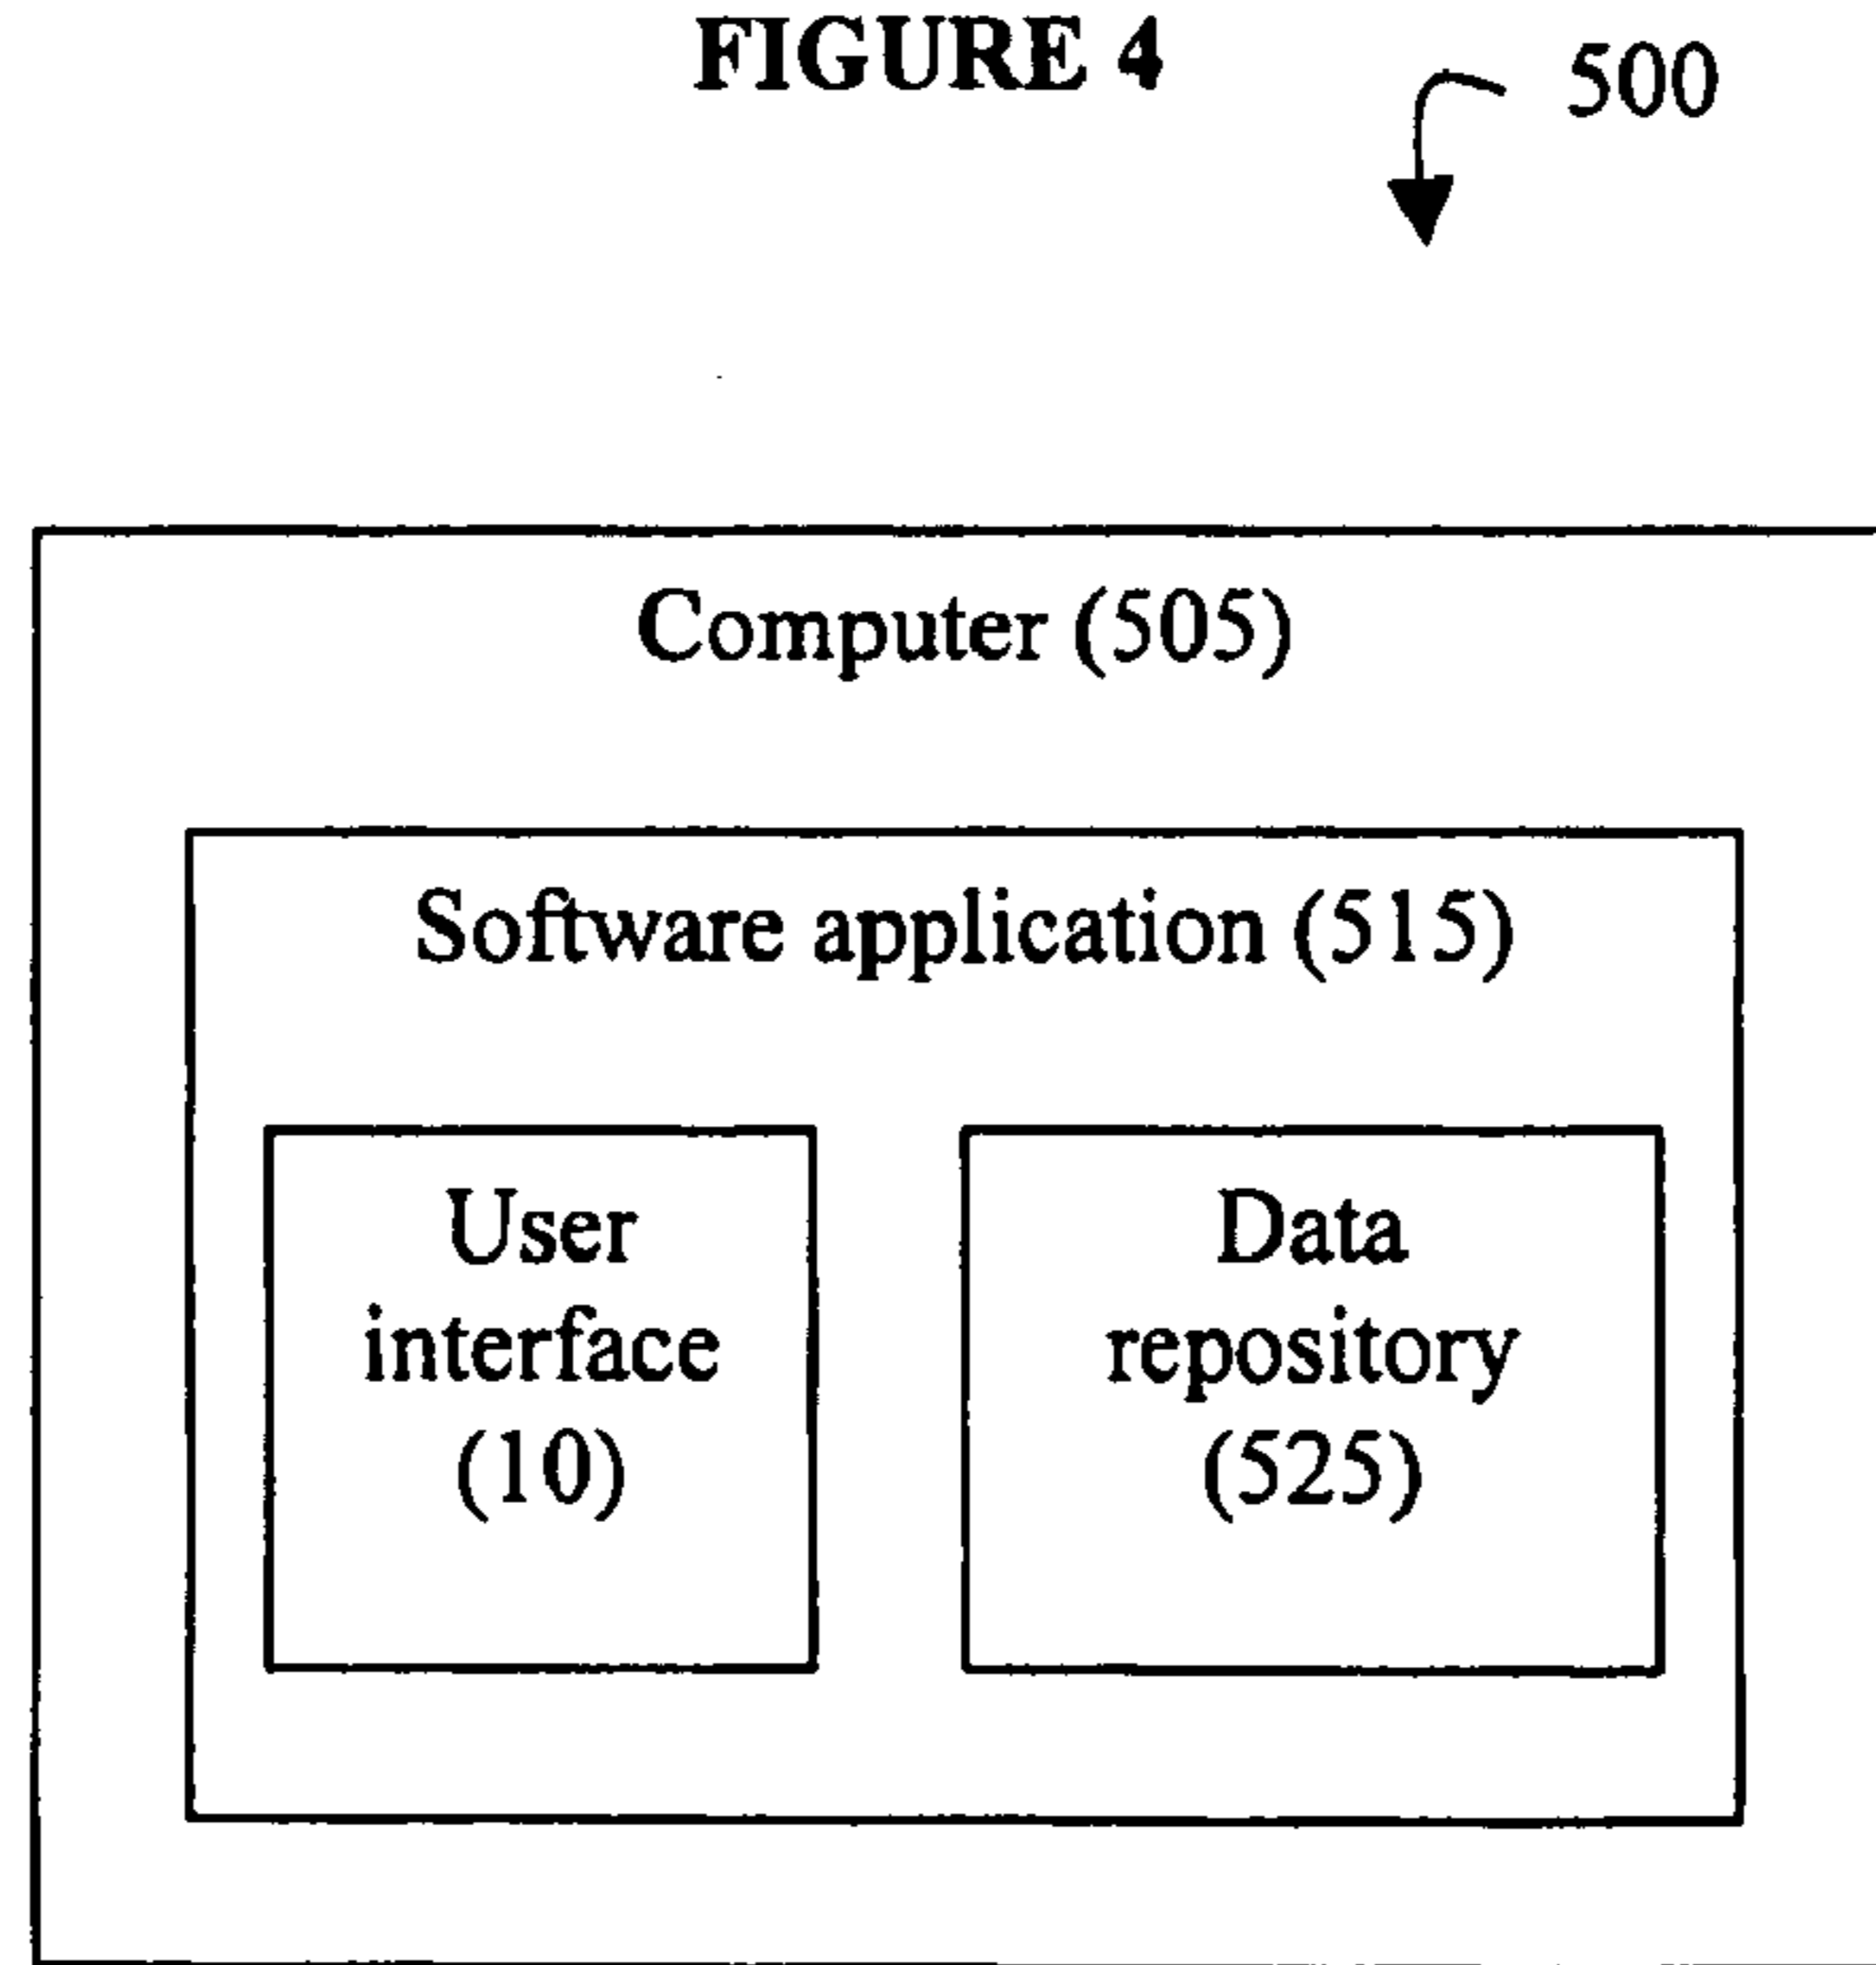 FIGURE 4
500
Computer (505)
Software application (515)
User
interface
(10)
Data
repository
(525)